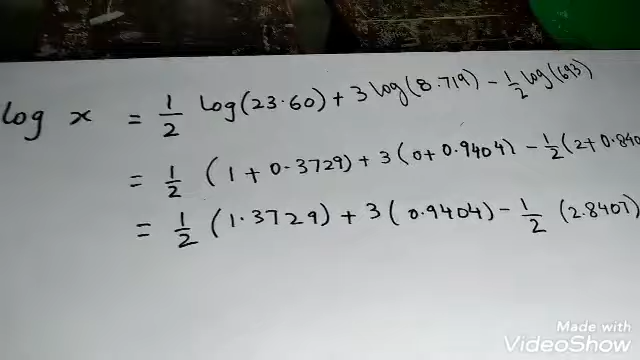 log x = 1/2 log(23.60) + 3 log(8.719) - 1/2 log(693)
= 1/2 (1 + 0.3729) + 3(0 + 0.9404) - 1/2(2 + 0.840
= 1/2 (1.3729) + 3(0.9404) - 1/2 (2.8407)
Made with
VideoShow